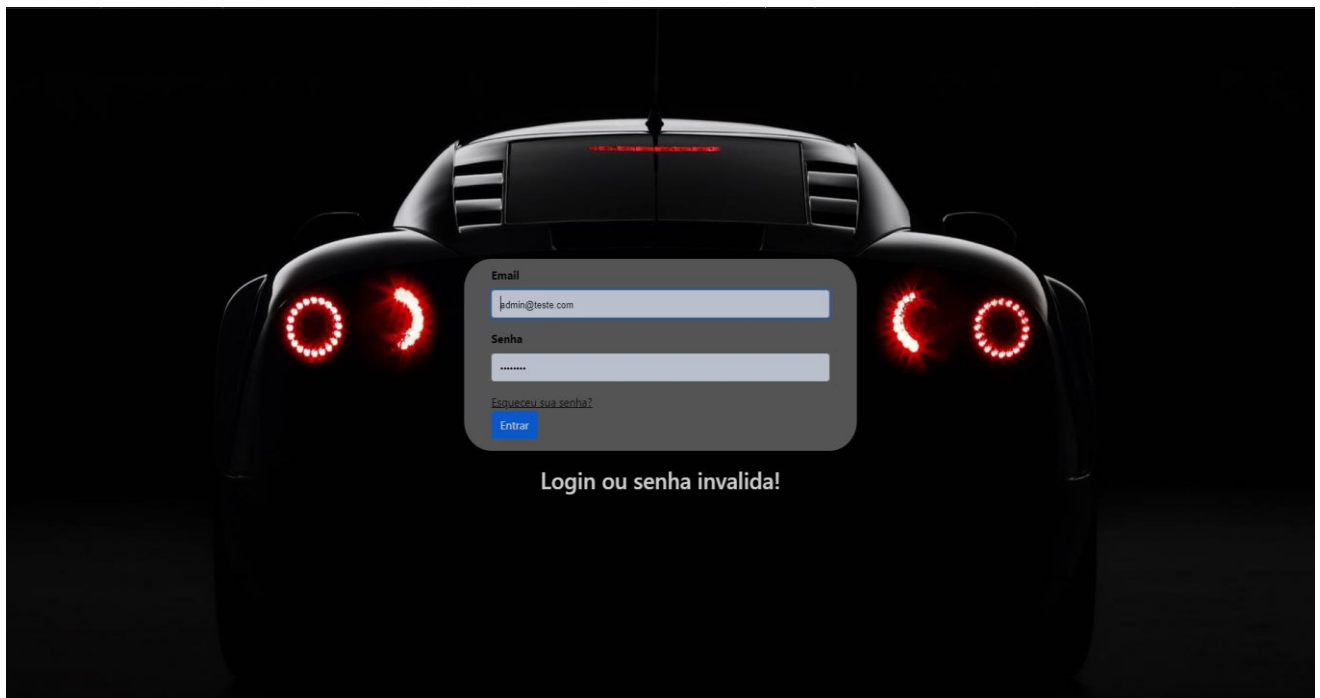 Email
admin@teste.com
Senha
••••••••
Esqueceu sua senha?
Entrar
Login ou senha invalida!